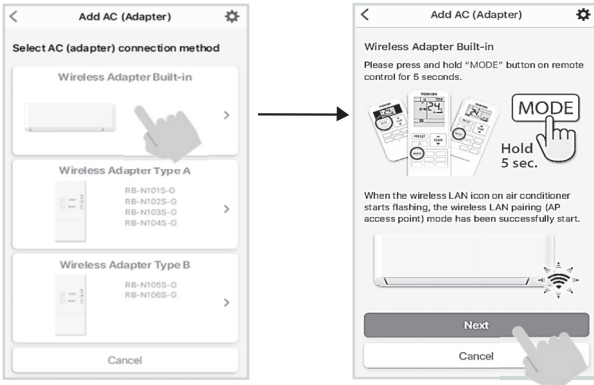 Add AC (Adapter)
Select AC (adapter) connection method
Wireless Adapter Built-in
Wireless Adapter Type A
RB-N101S-G
RB-N102S-G
RB-N103S-G
RB-N104S-G
Wireless Adapter Type B
RB-N105S-G
RB-N106S-G
Cancel
Add AC (Adapter)
Wireless Adapter Built-in
Please press and hold "MODE" button on remote
control for 5 seconds.
TOSHIBA
PRESET
MODE
Hold
5 sec.
When the wireless LAN icon on air conditioner
starts flashing, the wireless LAN pairing (AP
access point) mode has been successfully start.
Next
Cancel